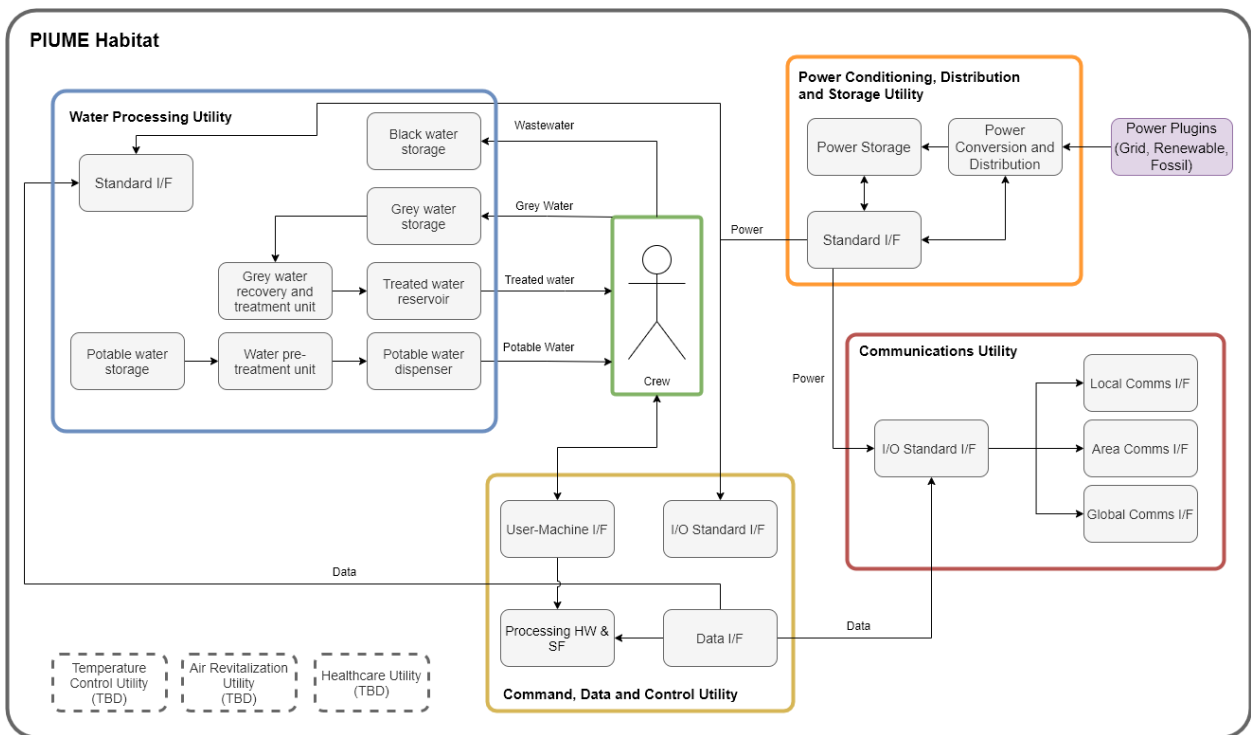 PIUME Habitat
Water Processing Utility
Standard I/F
Black water
storage
Wastewater
Grey water
storage
Grey Water
Grey water
recovery and
treatment unit
Treated water
reservoir
Treated water
Potable water
storage
Water pre-
treatment unit
Potable water
dispenser
Potable Water
Crew
Power Conditioning, Distribution
and Storage Utility
Power Storage
Power
Conversion and
Distribution
Power Plugins
(Grid, Renewable,
Fossil)
Standard I/F
Power
Power
Communications Utility
I/O Standard I/F
Local Comms I/F
Area Comms I/F
Global Comms I/F
User-Machine I/F
I/O Standard I/F
Data
Processing HW &
SF
Data I/F
Data
Command, Data and Control Utility
Temperature
Control Utility
(TBD)
Air Revitalization
Utility
(TBD)
Healthcare Utility
(TBD)